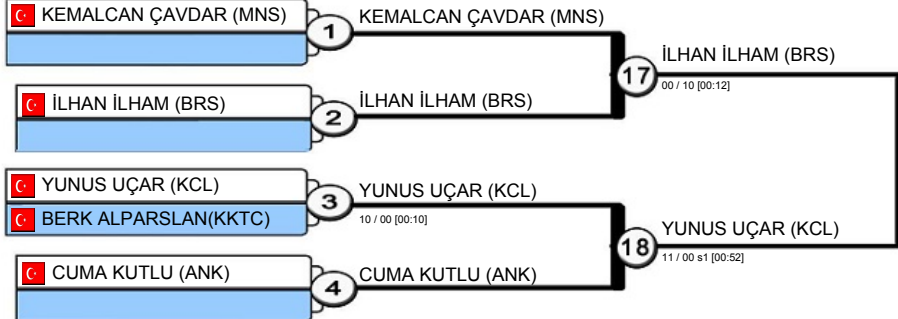 KEMALCAN ÇAVDAR (MNS)
1
KEMALCAN ÇAVDAR (MNS)
İLHAN İLHAM (BRS)
2
İLHAN İLHAM (BRS)
17
İLHAN İLHAM (BRS)
00 / 10 [00:12]
YUNUS UÇAR (KCL)
BERK ALPARSLAN(KKTC)
3
YUNUS UÇAR (KCL)
10 / 00 [00:10]
CUMA KUTLU (ANK)
4
CUMA KUTLU (ANK)
18
YUNUS UÇAR (KCL)
11 / 00 s1 [00:52]